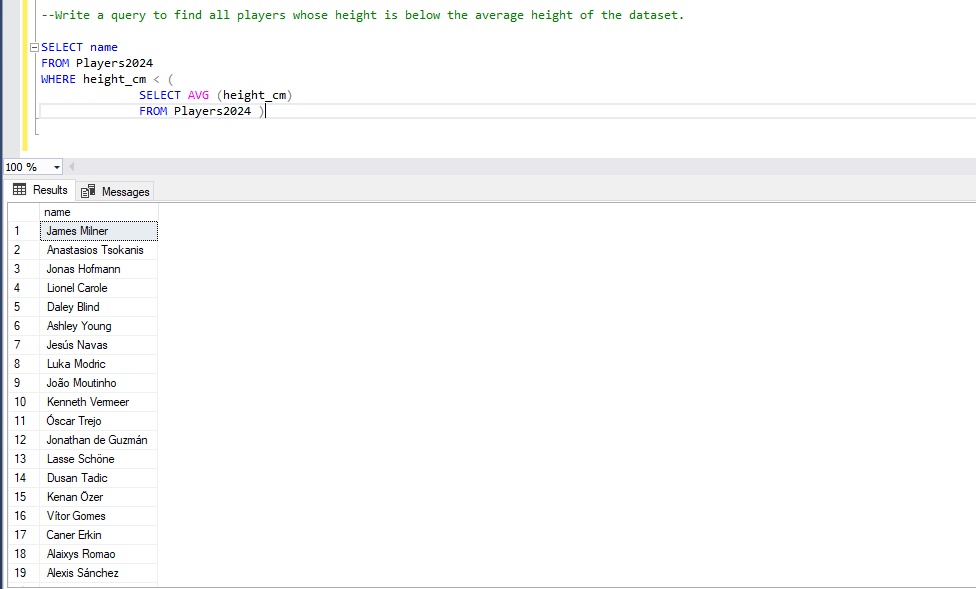 --Write a query to find all players whose height is below the average height of the dataset.
SELECT name
FROM Players2024
WHERE height_cm < (
SELECT AVG (height_cm)
FROM Players2024 )
100 %
Results Messages
name
1 James Milner
2 Anastasios Tsokanis
3 Jonas Hofmann
4 Lionel Carole
5 Daley Blind
6 Ashley Young
7 Jesús Navas
8 Luka Modric
9 João Moutinho
10 Kenneth Vermeer
11 Óscar Trejo
12 Jonathan de Guzmán
13 Lasse Schöne
14 Dusan Tadic
15 Kenan Özer
16 Vítor Gomes
17 Caner Erkin
18 Alaixys Romao
19 Alexis Sánchez